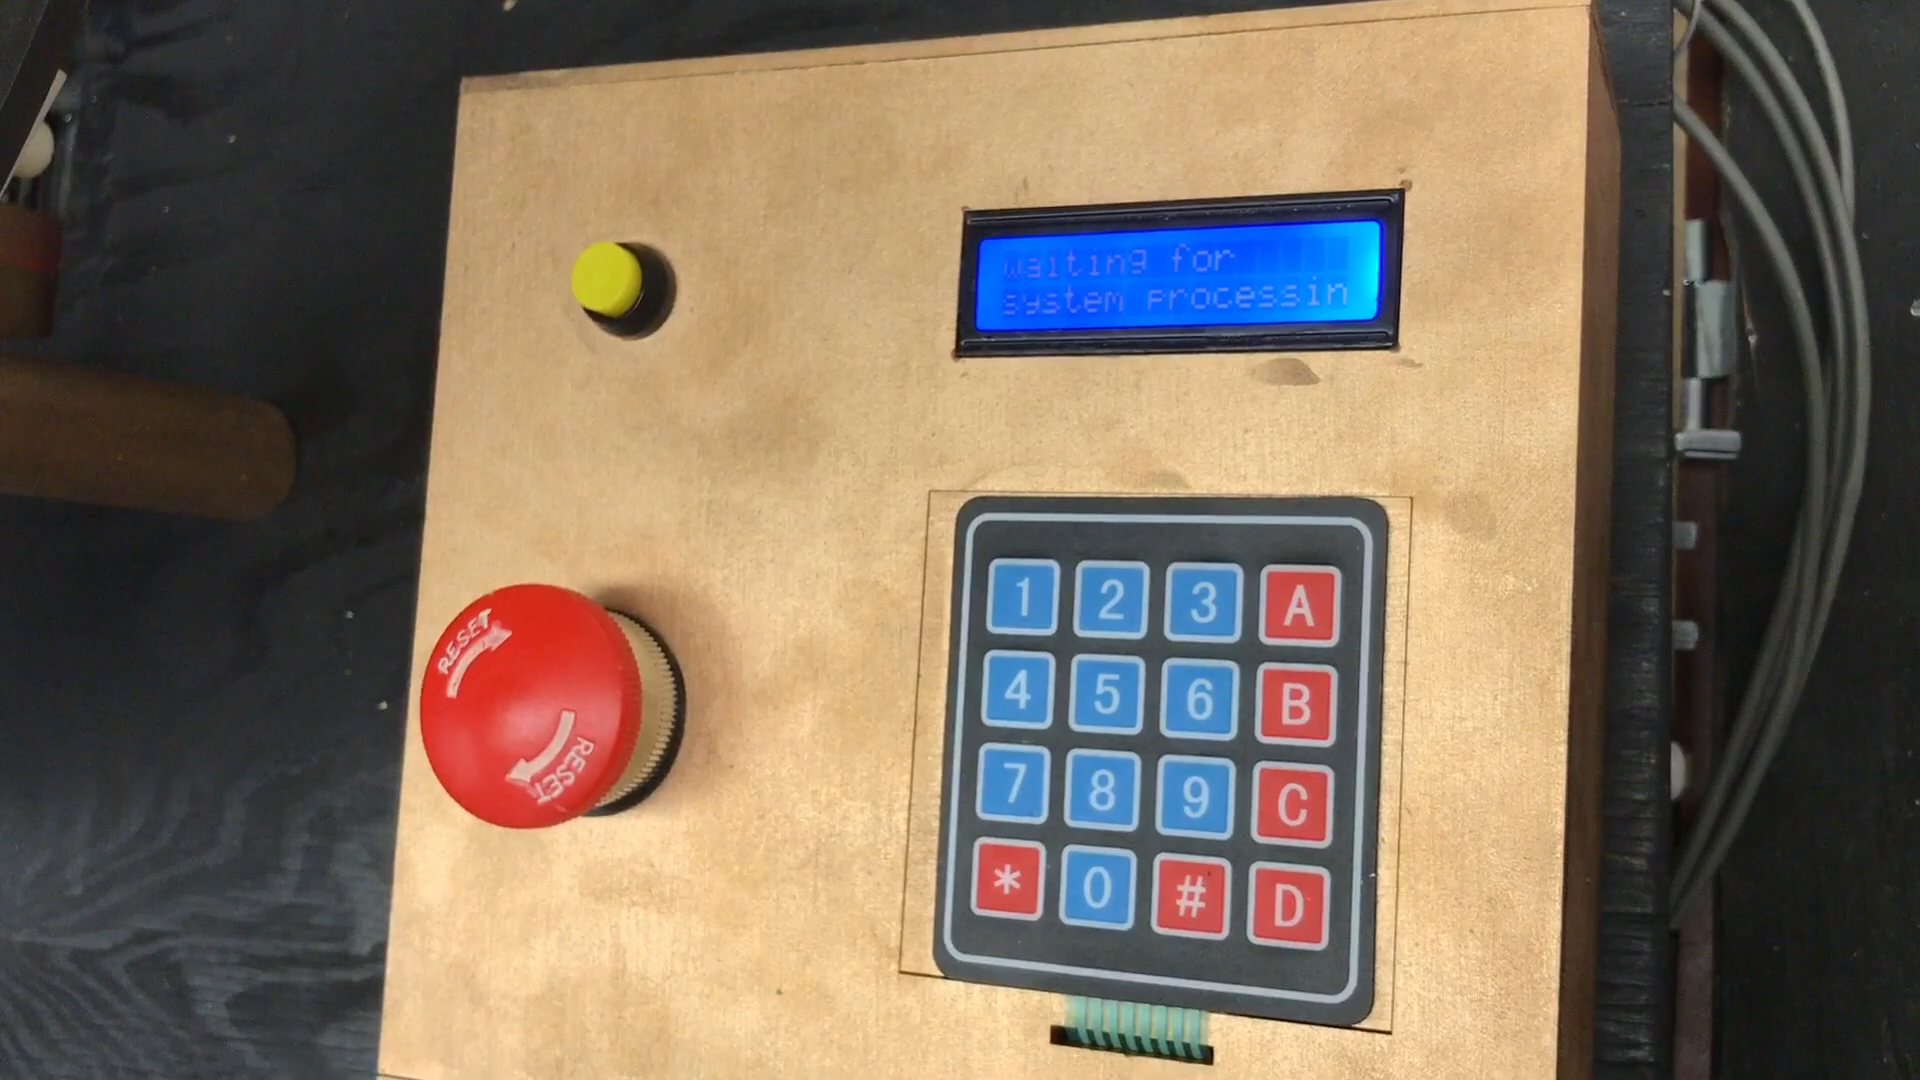 waiting for
system processin
RESET
RESET
1 2 3 A
4 5 6 B
7 8 9 C
* 0 # D